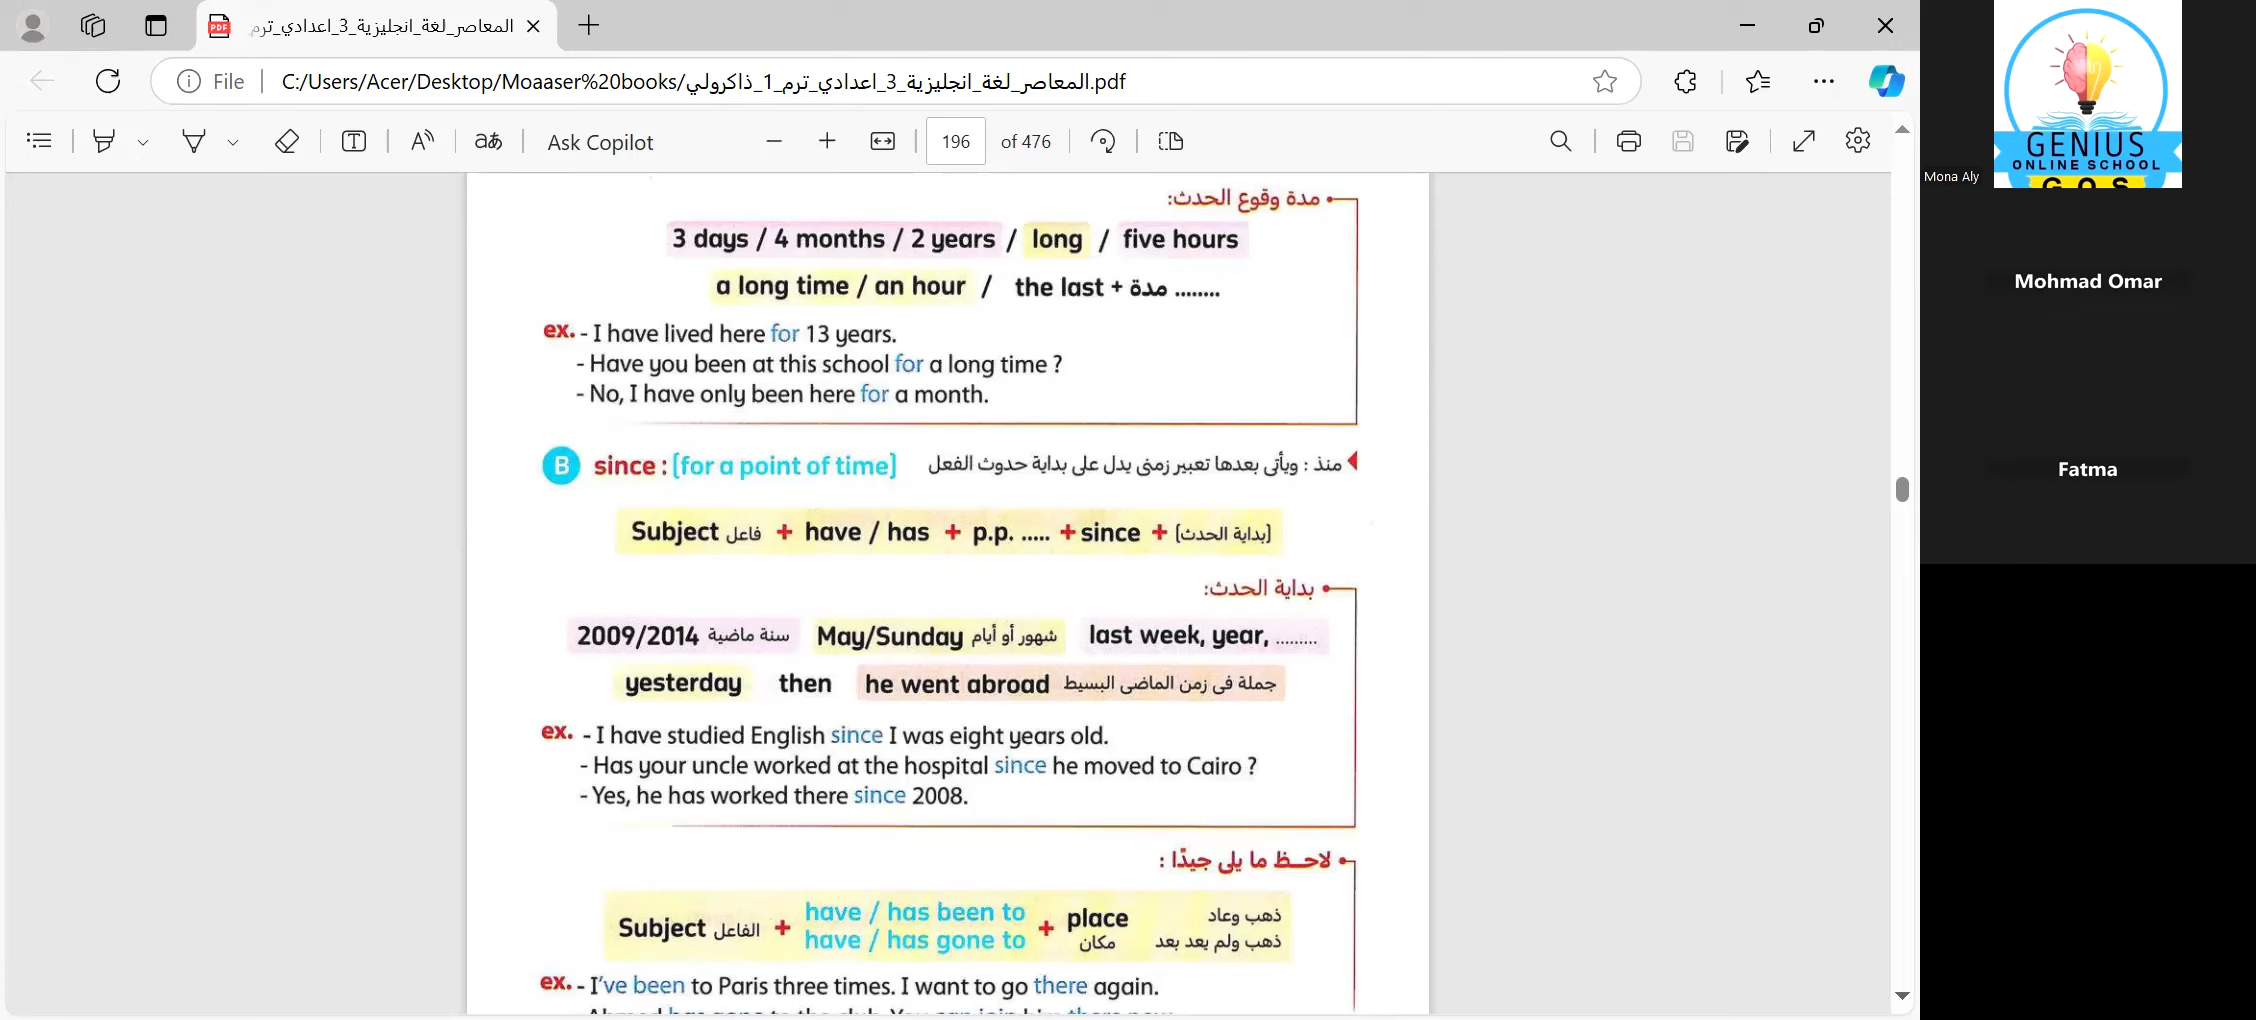 المعاصر_لغة_انجليزية_3_اعدادي_ترم
File
C:/Users/Acer/Desktop/Moaaser%20books/المعاصر_لغة_انجليزية_3_اعدادي_ترم_1_ذاكرولي.pdf
Ask Copilot
196 of 476
مدة وقوع الحدث:
3 days / 4 months / 2 years / long / five hours
a long time / an hour / the last + مدة ........
ex. - I have lived here for 13 years.
- Have you been at this school for a long time ?
- No, I have only been here for a month.
B since : [for a point of time] منذ : ويأتى بعدها تعبير زمنى يدل على بداية حدوث الفعل
Subject فاعل + have / has + p.p. ..... + since + [بداية الحدث]
بداية الحدث:
2009/2014 سنة ماضية May/Sunday شهور أو أيام last week, year, .........
yesterday then he went abroad جملة فى زمن الماضى البسيط
ex. - I have studied English since I was eight years old.
- Has your uncle worked at the hospital since he moved to Cairo ?
- Yes, he has worked there since 2008.
لاحـظ ما يلى جيدًا :
Subject الفاعل + have / has been to + place ذهب وعاد
have / has gone to مكان ذهب ولم يعد بعد
ex. - I've been to Paris three times. I want to go there again.
GENIUS
ONLINE SCHOOL
G O S
Mona Aly
Mohmad Omar
Fatma